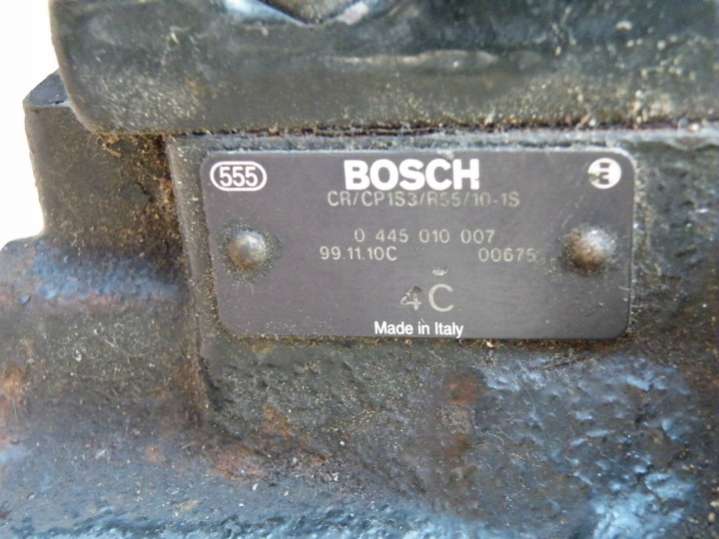 555 BOSCH
CR/CP1S3/R55/10-1S
0 445 010 007
99.11.10C 00675
4C
Made in Italy